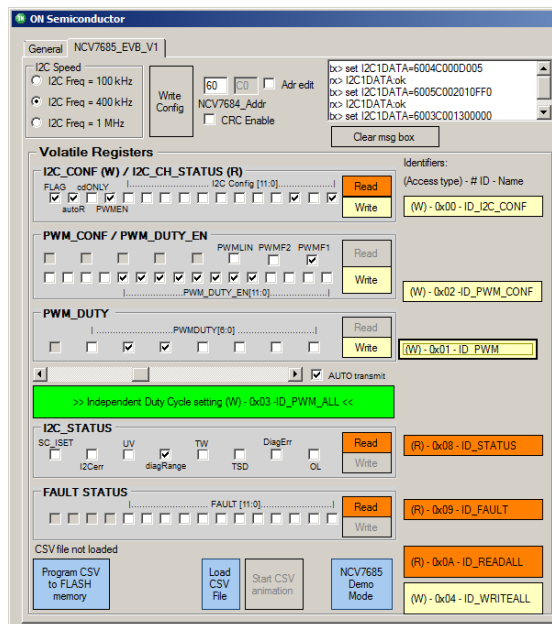 ON Semiconductor
General NCV7685_EVB_V1
I2C Speed
I2C Freq = 100 kHz
I2C Freq = 400 kHz
I2C Freq = 1 MHz
Write
Config
60 C0 Adr edit
NCV7684_Addr
CRC Enable
tx> set I2C1DATA=6004C000D005
rx> I2C1DATA:ok
tx> set I2C1DATA=6005C002010FF0
rx> I2C1DATA:ok
tx> set I2C1DATA=6003C001300000
Clear msg
box
Volatile Registers
Identifiers:
(Access type) - # ID - Name
I2C_CONF (W) / I2C_CH_STATUS (R)
FLAG odONLY I......................... I2C Config [11:0]......................I
autoR PWMEN
Read
Write
(W) - 0x00 - ID_I2C_CONF
PWM_CONF / PWM_DUTY_EN
PWMLIN PWMF2 PWMF1
I......................PWM_DUTY_EN[11:0]......................I
Read
Write
(W) - 0x02 -ID_PWM_CONF
PWM_DUTY
I ............................PWMDUTY[6:0] ............................I
Read
Write
(W) - 0x01 - ID_PWM
AUTO transmit
>> Independent Duty Cycle setting (W) - 0x03 -ID_PWM_ALL <<
I2C_STATUS
SC_ISET UV TW DiagErr
I2Cerr diagRange TSD OL
Read
Write
(R) - 0x08 - ID_STATUS
FAULT STATUS
I............................ FAULT [11:0]............................I
Read
Write
(R) - 0x09 - ID_FAULT
CSV file not loaded
Program CSV
to FLASH
memory
Load
CSV
File
Start CSV
animation
NCV7685
Demo
Mode
(R) - 0x0A - ID_READALL
(W) - 0x04 - ID_WRITEALL